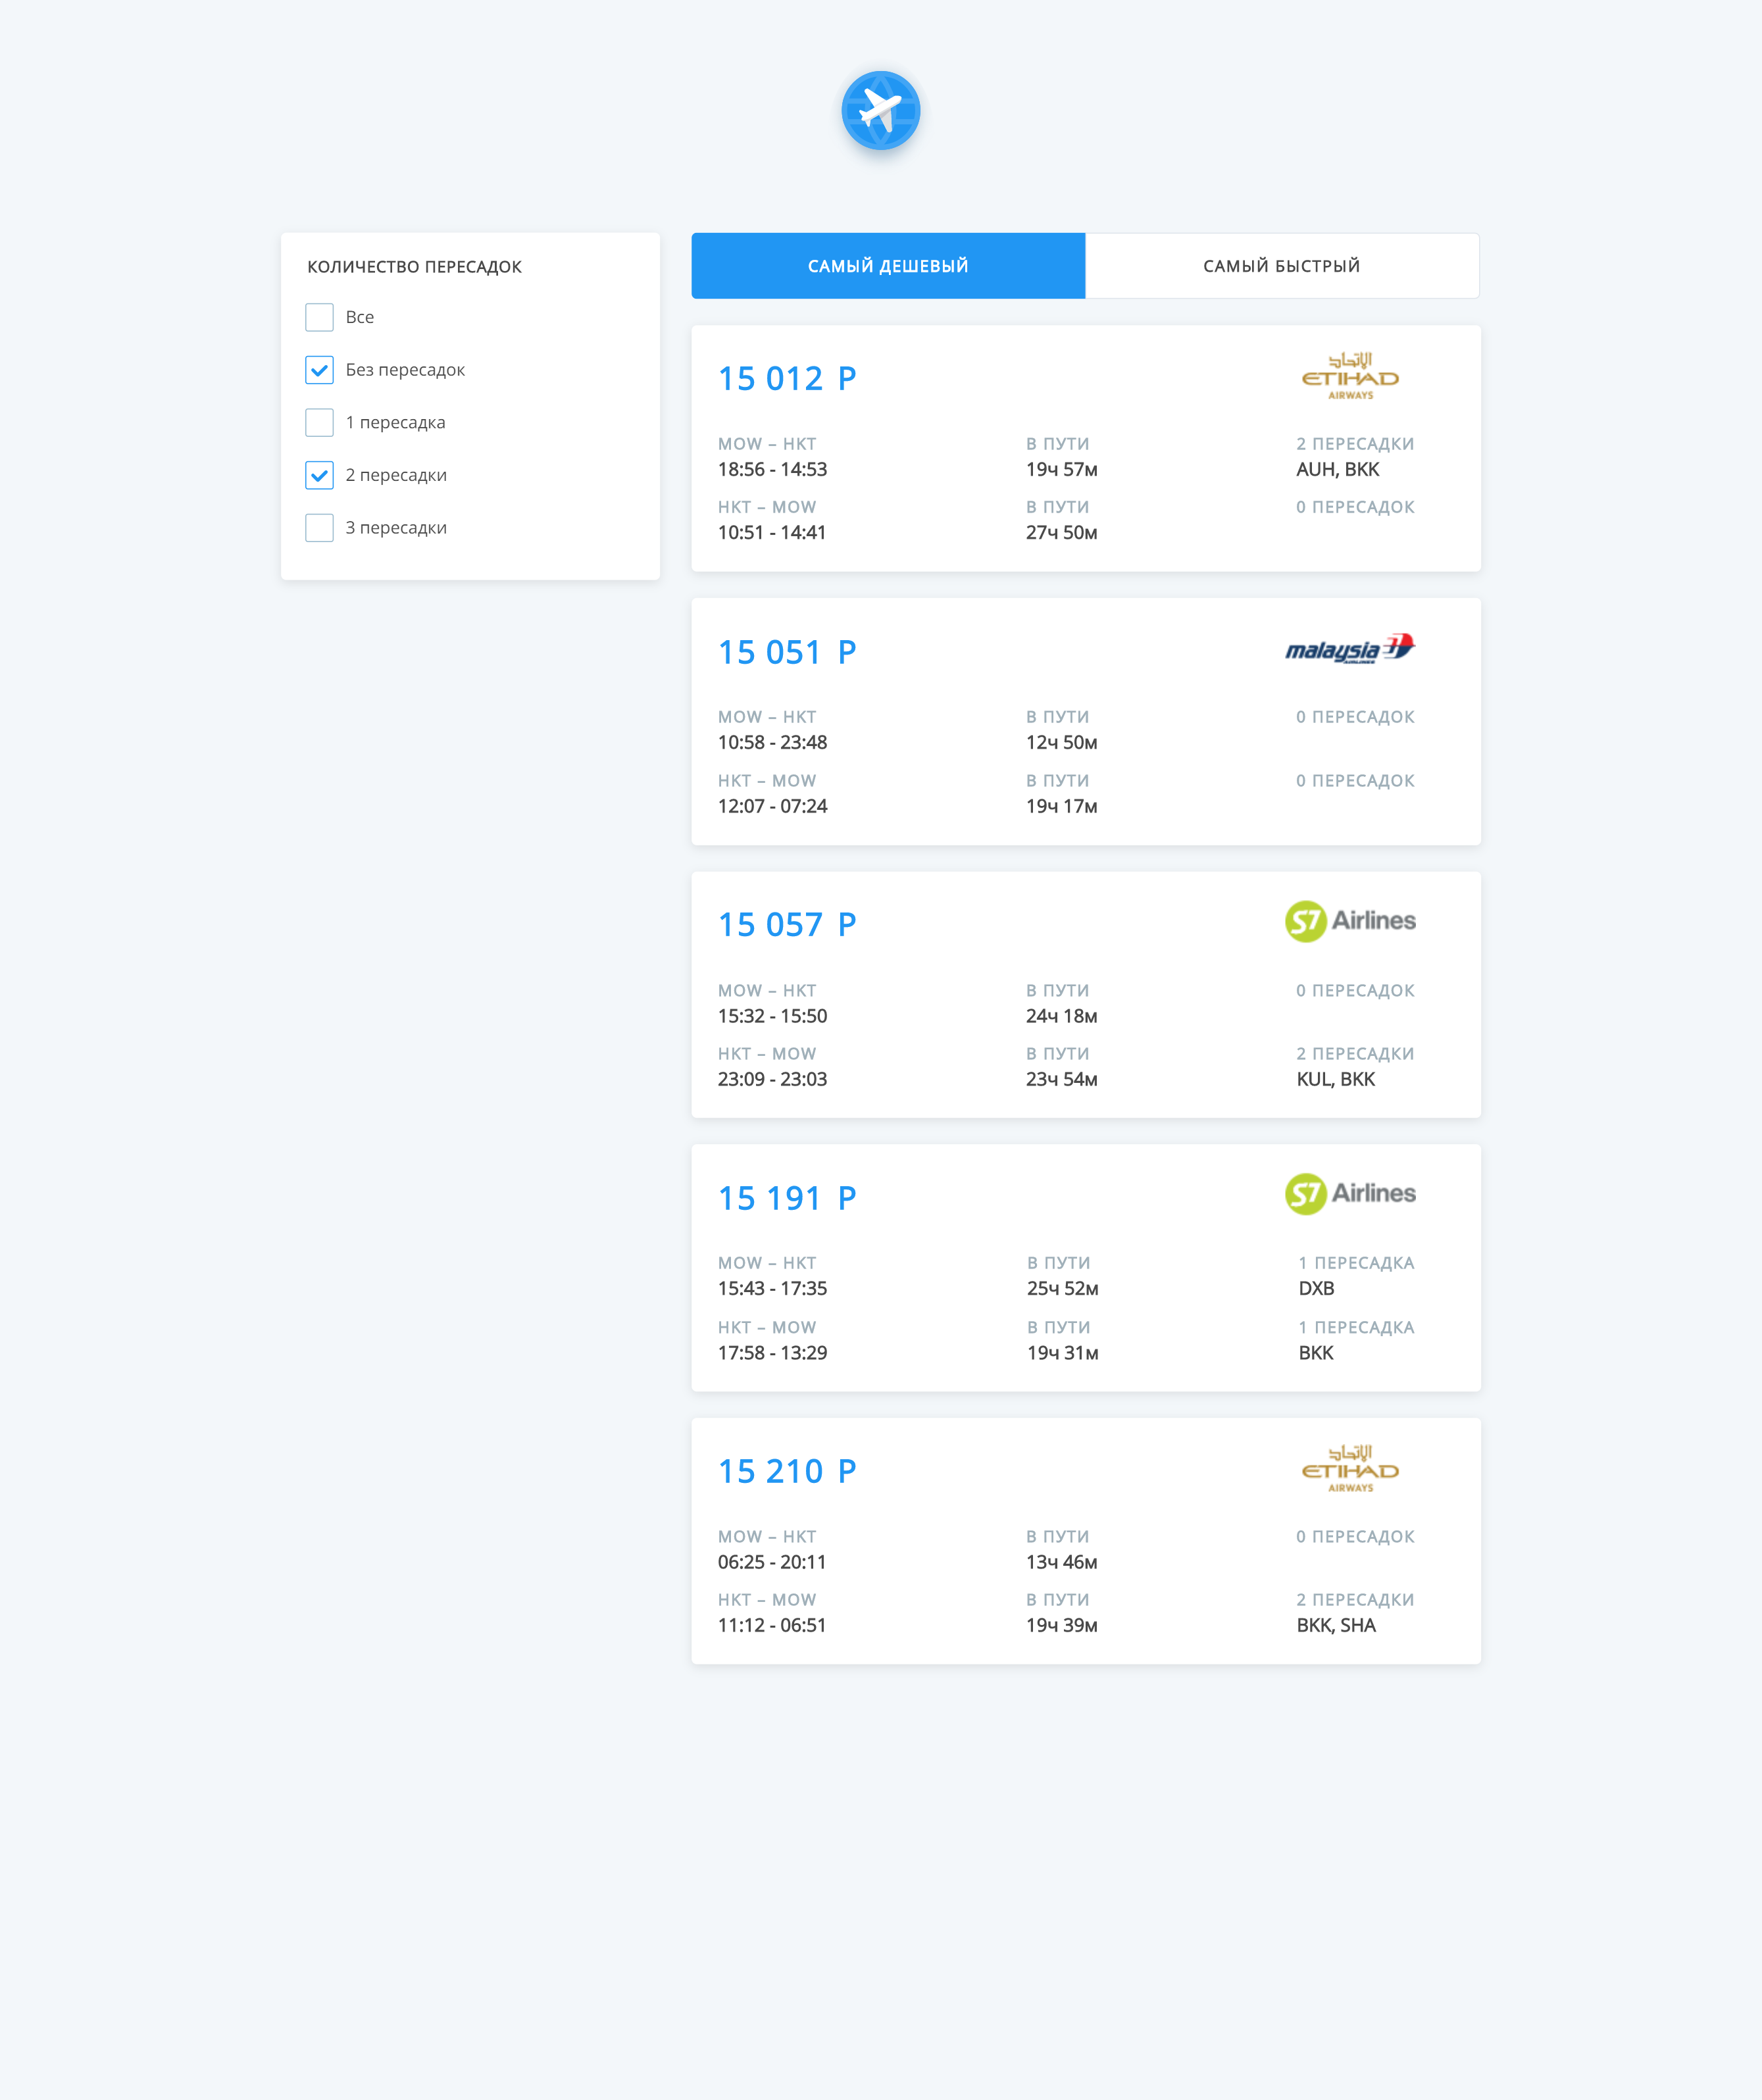 КОЛИЧЕСТВО ПЕРЕСАДОК
Все
Без пересадок
1 пересадка
2 пересадки
3 пересадки
САМЫЙ ДЕШЕВЫЙ САМЫЙ БЫСТРЫЙ
15 012 Р
الإتحاد
ETIHAD
AIRWAYS
MOW – HKT В ПУТИ 2 ПЕРЕСАДКИ
18:56 - 14:53 19ч 57м AUH, BKK
HKT – MOW В ПУТИ 0 ПЕРЕСАДОК
10:51 - 14:41 27ч 50м
15 051 Р
malaysia
AIRLINES
MOW – HKT В ПУТИ 0 ПЕРЕСАДОК
10:58 - 23:48 12ч 50м
HKT – MOW В ПУТИ 0 ПЕРЕСАДОК
12:07 - 07:24 19ч 17м
15 057 Р S7 Airlines
MOW – HKT В ПУТИ 0 ПЕРЕСАДОК
15:32 - 15:50 24ч 18м
HKT – MOW В ПУТИ 2 ПЕРЕСАДКИ
23:09 - 23:03 23ч 54м KUL, BKK
15 191 Р S7 Airlines
MOW – HKT В ПУТИ 1 ПЕРЕСАДКА
15:43 - 17:35 25ч 52м DXB
HKT – MOW В ПУТИ 1 ПЕРЕСАДКА
17:58 - 13:29 19ч 31м BKK
15 210 Р
الإتحاد
ETIHAD
AIRWAYS
MOW – HKT В ПУТИ 0 ПЕРЕСАДОК
06:25 - 20:11 13ч 46м
HKT – MOW В ПУТИ 2 ПЕРЕСАДКИ
11:12 - 06:51 19ч 39м BKK, SHA